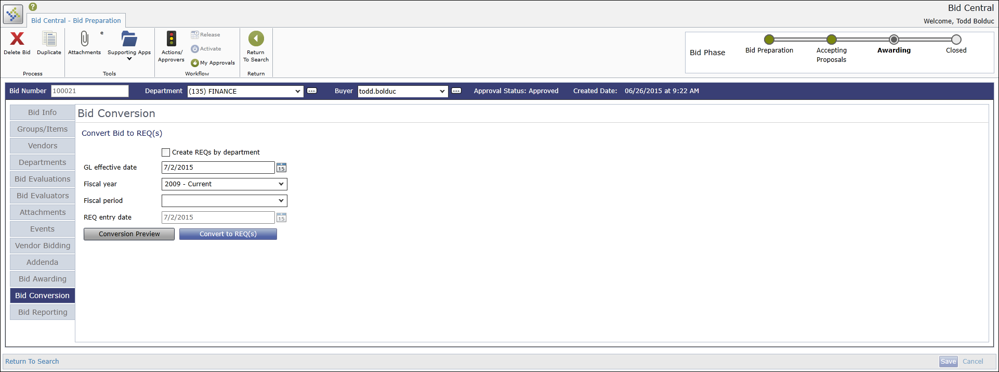 ?
Bid Central
Bid Central - Bid Preparation
Welcome, Todd Bolduc
e
Delete Bid
Duplicate
Process
Attachments
Supporting Apps
Tools
Actions/
Approvers
Release
Activate
My Approvals
Workflow
Return
To Search
Return
Bid Phase
Bid Preparation
Accepting
Proposals
Awarding
Closed
Bid Number 100021 Department (135) FINANCE ... Buyer todd.bolduc ... Approval Status: Approved Created Date: 06/26/2015 at 9:22 AM
Bid Info
Groups/Items
Vendors
Departments
Bid Evaluations
Bid Evaluators
Attachments
Events
Vendor Bidding
Addenda
Bid Awarding
Bid Conversion
Bid Reporting
Bid Conversion
Convert Bid to REQ(s)
Create REQs by department
GL effective date 7/2/2015 15
Fiscal year 2009 - Current
Fiscal period
REQ entry date 7/2/2015 15
Conversion Preview Convert to REQ(s)
Return To Search Save Cancel